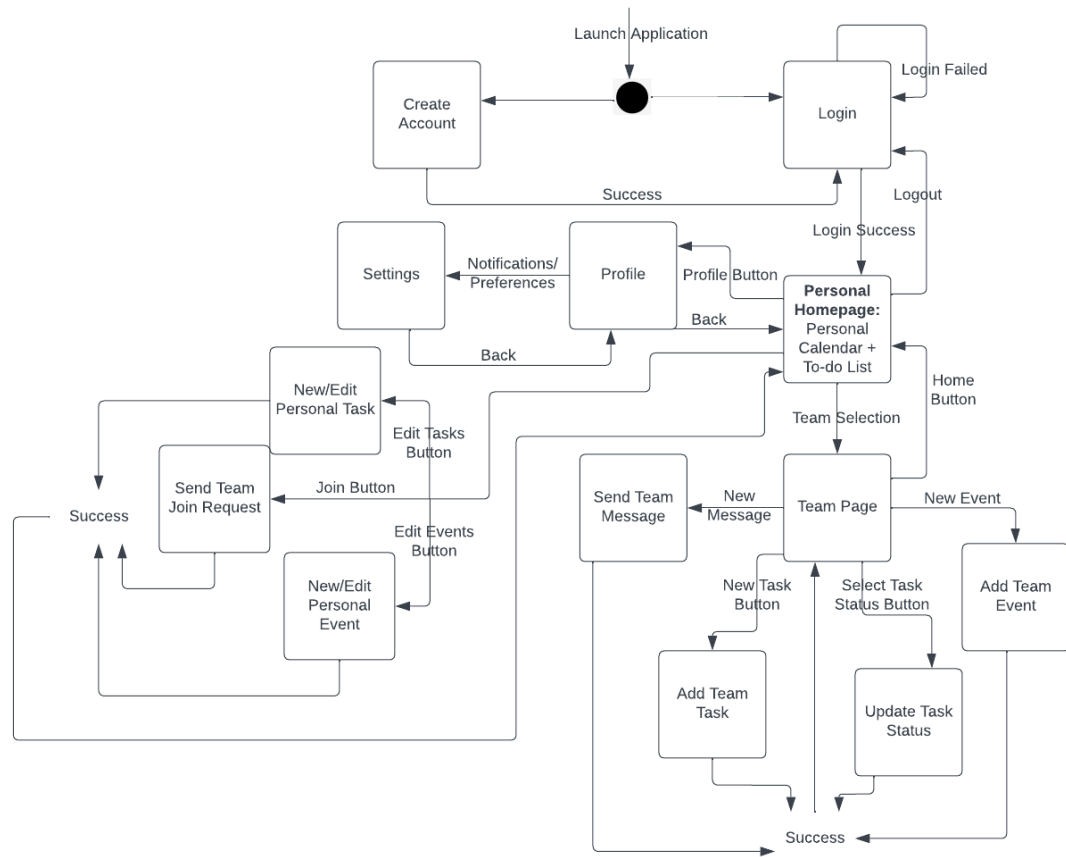 Launch Application
Create
Account
Login
Login Failed
Success
Logout
Login Success
Settings
Notifications/
Preferences
Profile
Profile Button
Back
Back
Personal
Homepage:
Personal
Calendar +
To-do List
Home
Button
Team Selection
New/Edit
Personal Task
Edit Tasks
Button
Send Team
Join Request
Join Button
Success
Edit Events
Button
New/Edit
Personal
Event
Send Team
Message
New
Message
Team Page
New Event
New Task
Button
Select Task
Status Button
Add Team
Event
Add Team
Task
Update Task
Status
Success